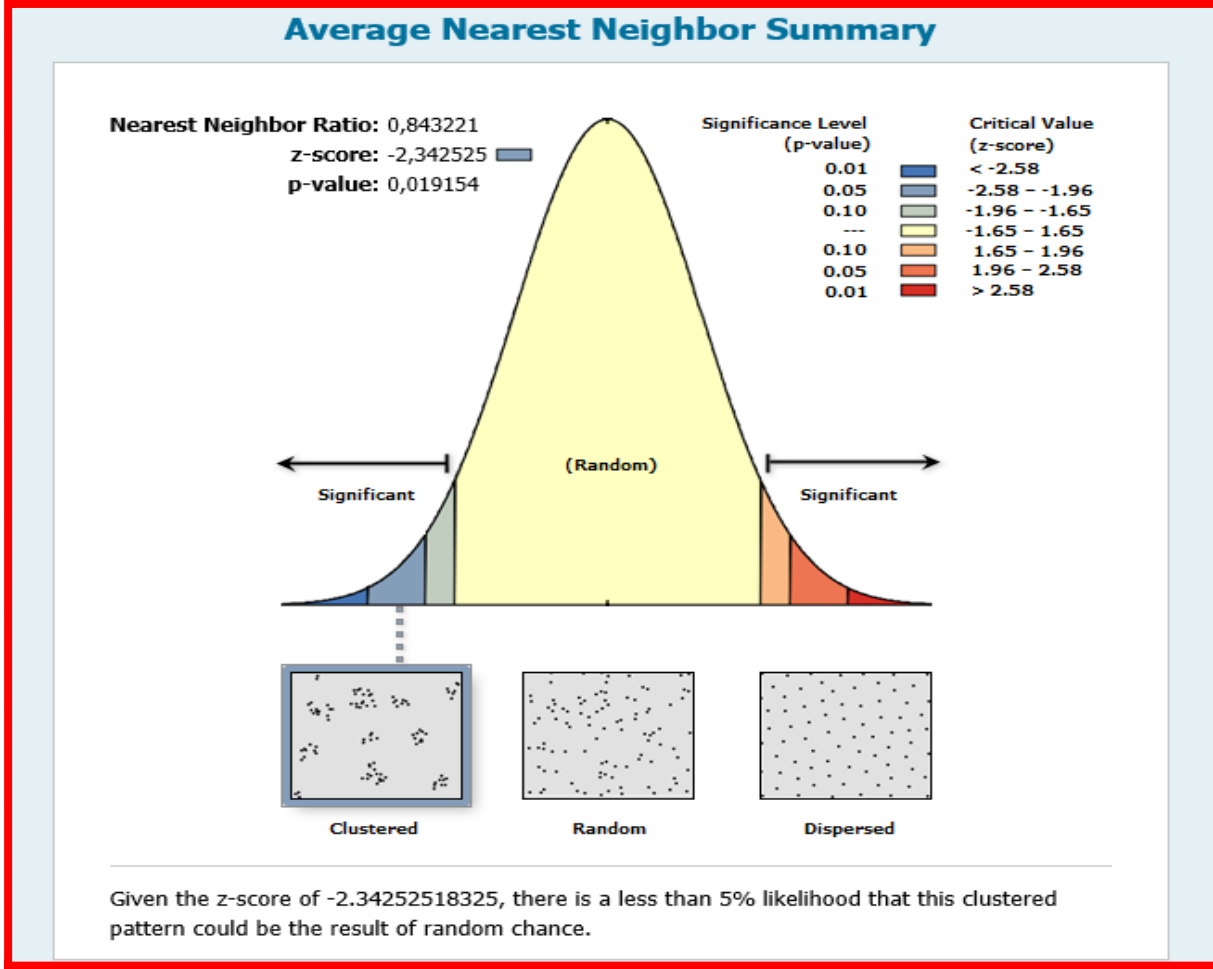 Average Nearest Neighbor Summary
Nearest Neighbor Ratio: 0,843221
z-score: -2,342525
p-value: 0,019154
Significance Level
(p-value)
Critical Value
(z-score)
0.01 < -2.58
0.05 -2.58 – -1.96
0.10 -1.96 – -1.65
--- -1.65 – 1.65
0.10 1.65 – 1.96
0.05 1.96 – 2.58
0.01 > 2.58
(Random)
Significant
Significant
Clustered
Random
Dispersed
Given the z-score of -2.34252518325, there is a less than 5% likelihood that this clustered
pattern could be the result of random chance.